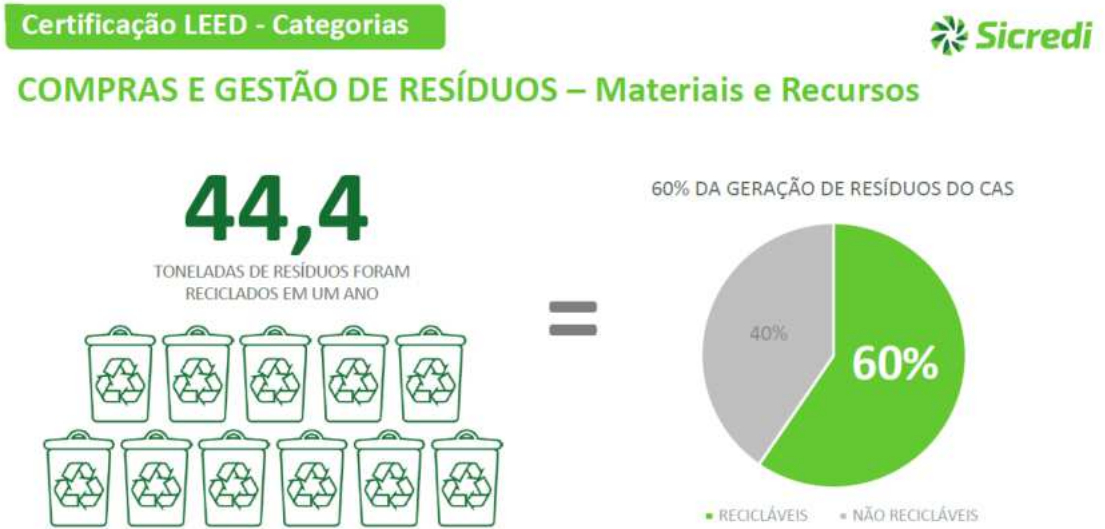 Certificação LEED - Categorias
Sicredi
COMPRAS E GESTÃO DE RESÍDUOS – Materiais e Recursos
44,4
TONELADAS DE RESÍDUOS FORAM
RECICLADOS EM UM ANO
=
60% DA GERAÇÃO DE RESÍDUOS DO CAS
40%
60%
RECICLÁVEIS
NÃO RECICLÁVEIS